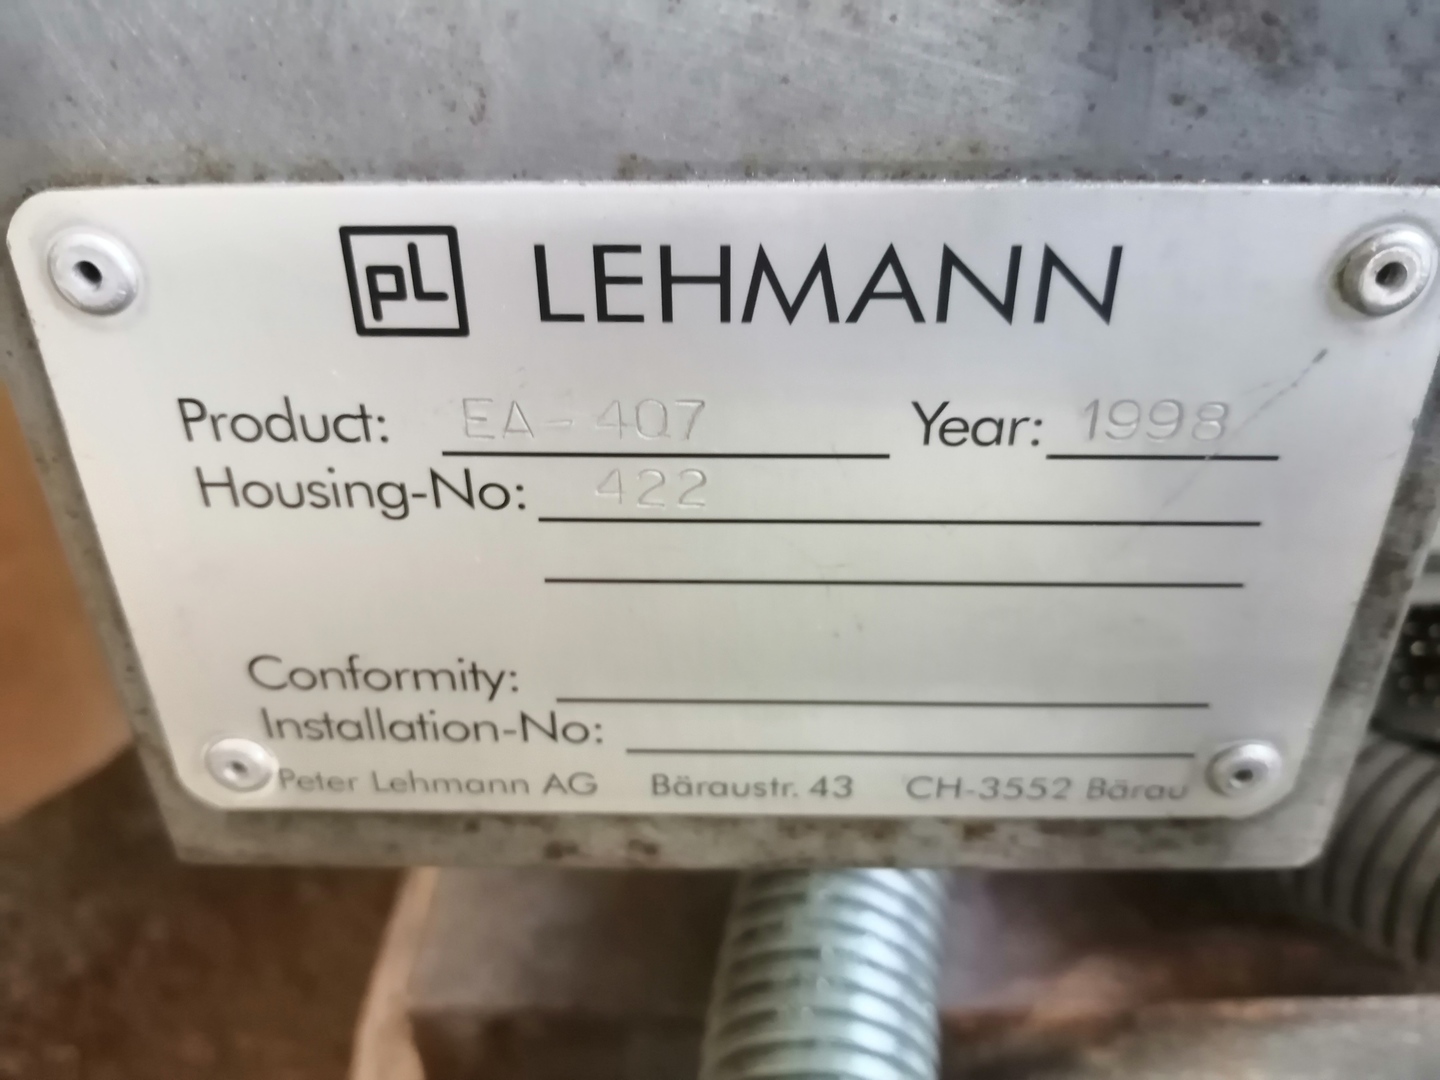 pL LEHMANN
Product: EA-407 Year: 1998
Housing-No: 422
Conformity:
Installation-No:
Peter Lehmann AG Bäraustr. 43 CH-3552 Bärau